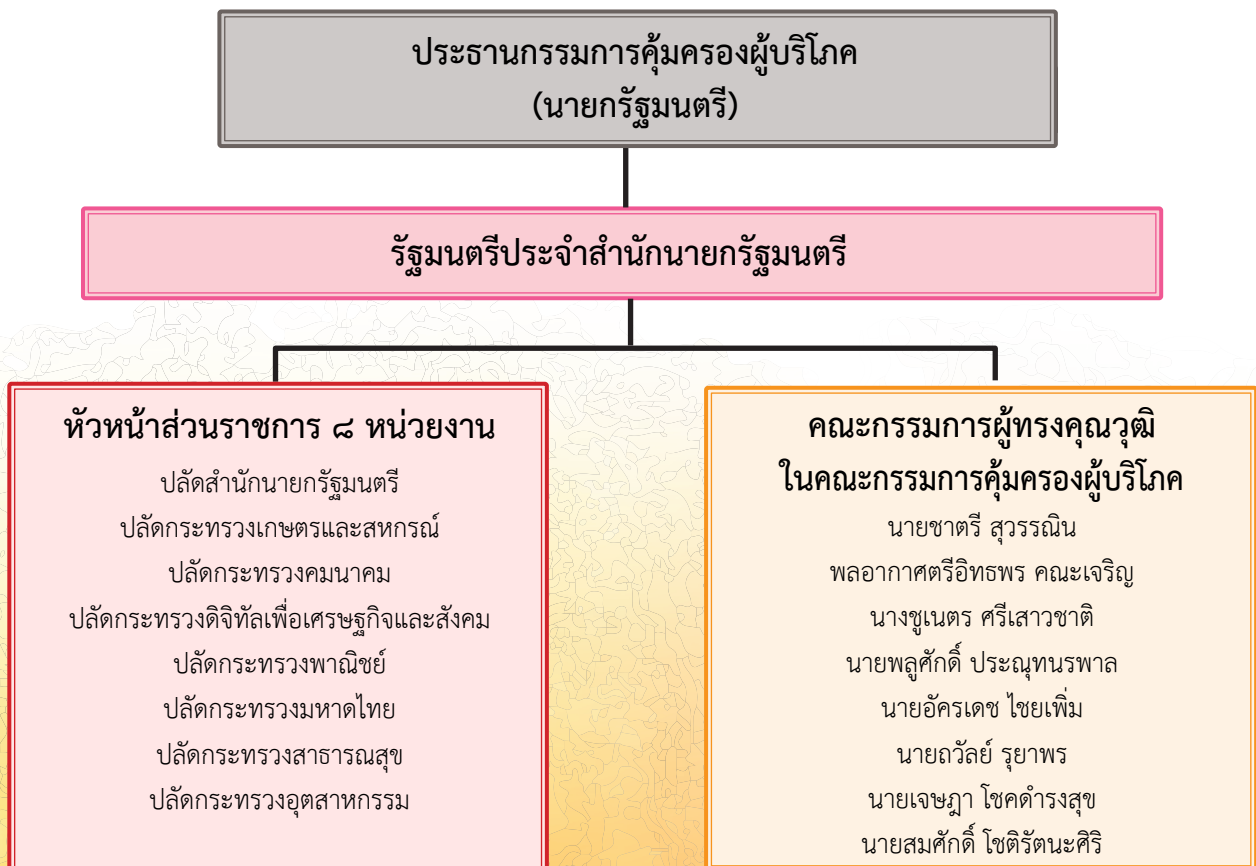 ประธานกรรมการคุ้มครองผู้บริโภค
(นายกรัฐมนตรี)
รัฐมนตรีประจำสำนักนายกรัฐมนตรี
หัวหน้าส่วนราชการ ๘ หน่วยงาน
ปลัดสำนักนายกรัฐมนตรี
ปลัดกระทรวงเกษตรและสหกรณ์
ปลัดกระทรวงคมนาคม
ปลัดกระทรวงดิจิทัลเพื่อเศรษฐกิจและสังคม
ปลัดกระทรวงพาณิชย์
ปลัดกระทรวงมหาดไทย
ปลัดกระทรวงสาธารณสุข
ปลัดกระทรวงอุตสาหกรรม
คณะกรรมการผู้ทรงคุณวุฒิ
ในคณะกรรมการคุ้มครองผู้บริโภค
นายชาตรี สุวรรณิน
พลอากาศตรีอิทธพร คณะเจริญ
นางชูเนตร ศรีเสาวชาติ
นายพลูศักดิ์ ประณุทนรพาล
นายอัครเดช ไชยเพิ่ม
นายถวัลย์ รุยาพร
นายเจษฎา โชคดำรงสุข
นายสมศักดิ์ โชติรัตนะศิริ